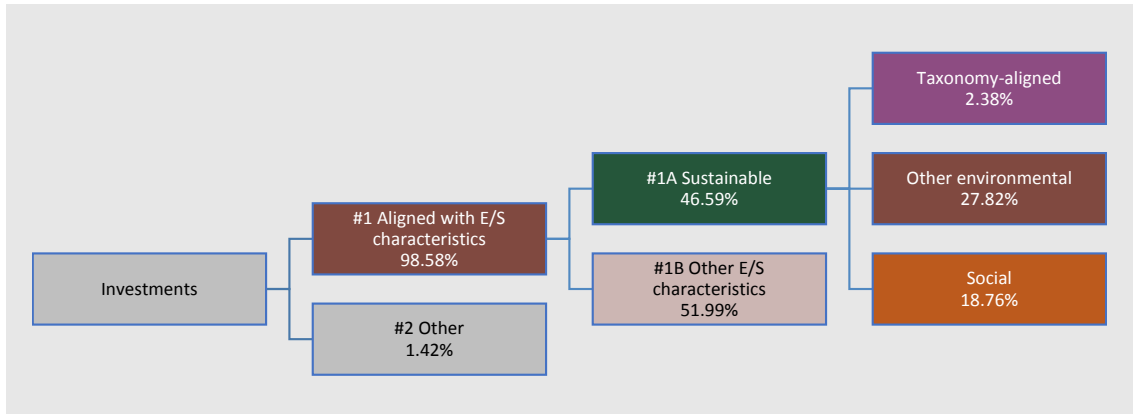 Investments
#1 Aligned with E/S
characteristics
98.58%
#2 Other
1.42%
#1A Sustainable
46.59%
#1B Other E/S
characteristics
51.99%
Taxonomy-aligned
2.38%
Other environmental
27.82%
Social
18.76%